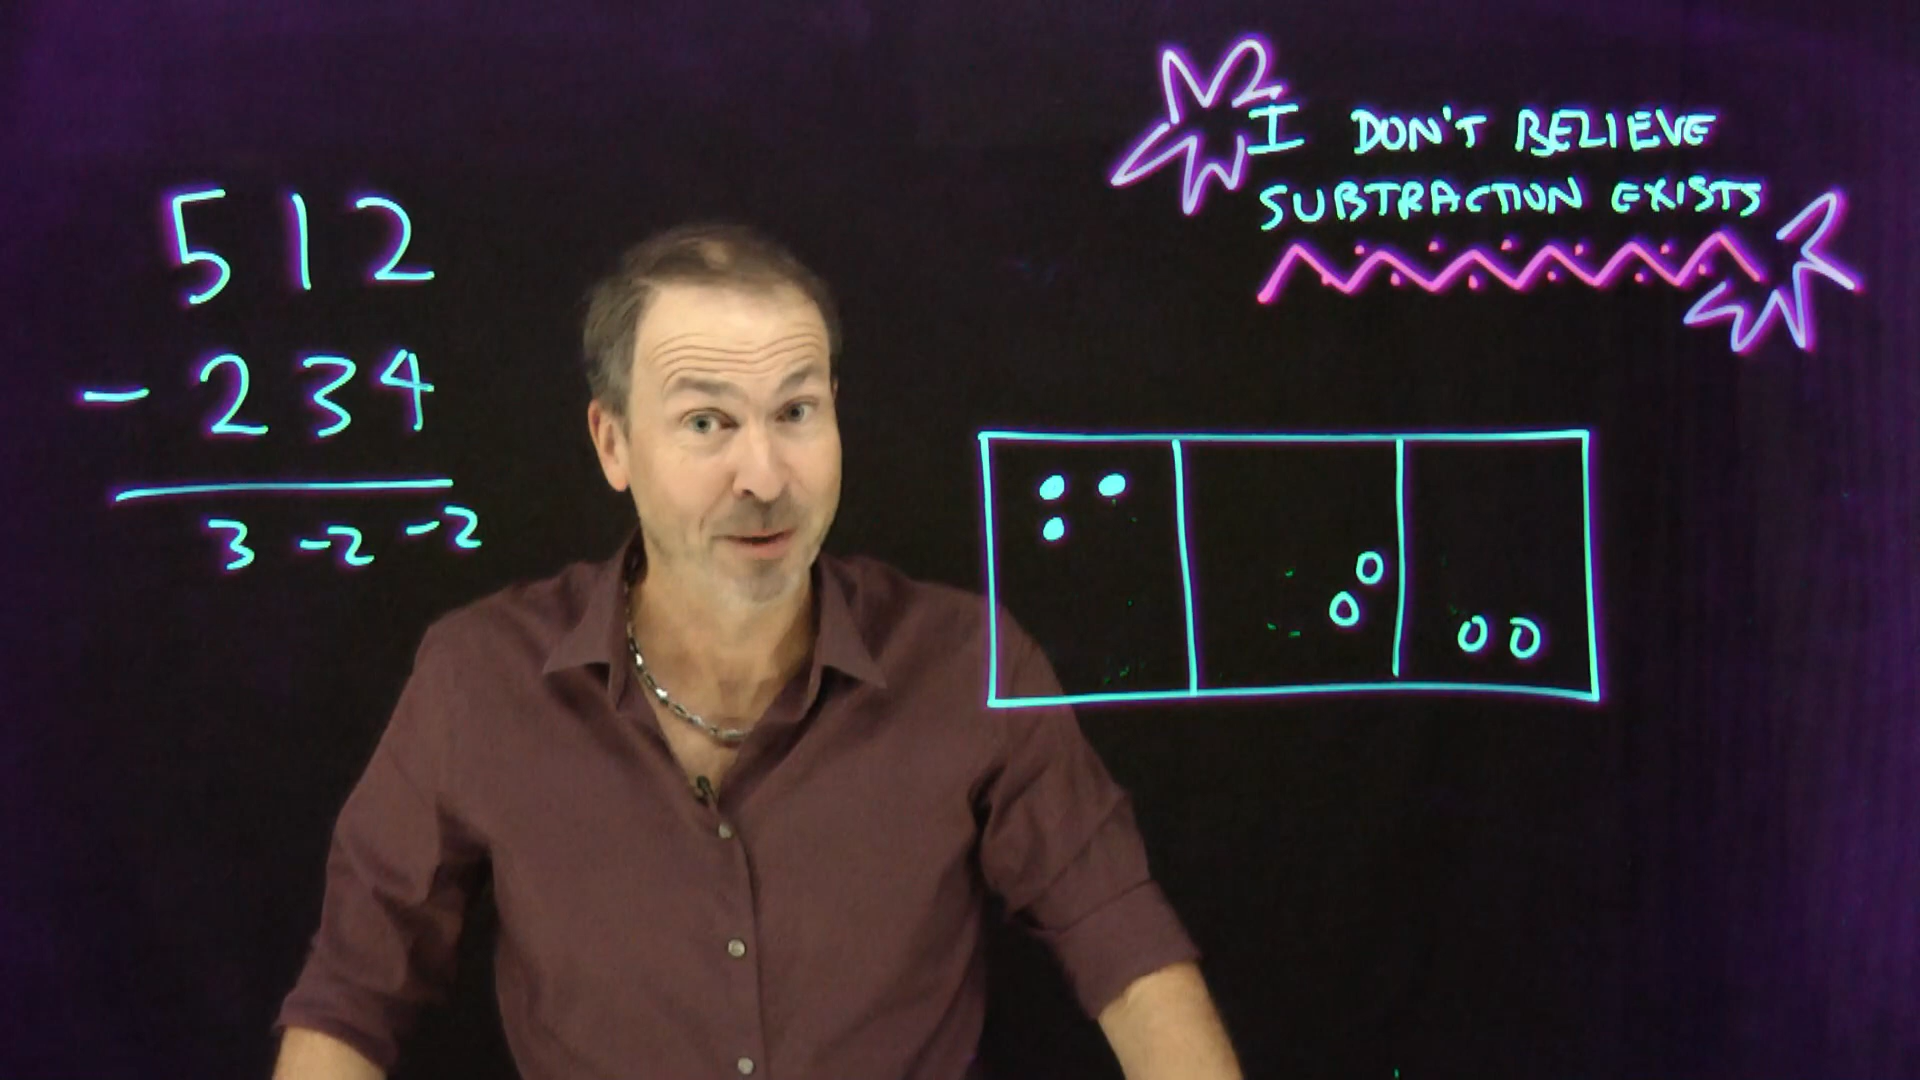 I DON'T BELIEVE
SUBTRACTION EXISTS
512
- 234
3 -2 -2